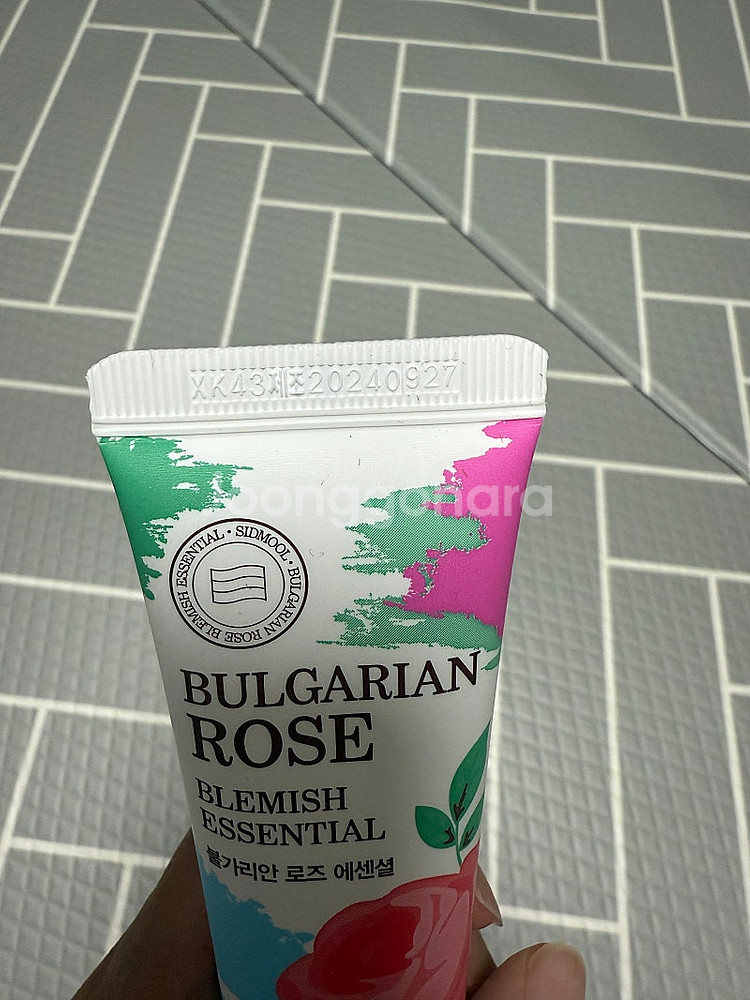 XK43제조20240927
joonggonara
ESSENTIAL · SIDMOOL · BULGARIAN ROSE BLEMISH
BULGARIAN
ROSE
BLEMISH
ESSENTIAL
불가리안 로즈 에센셜